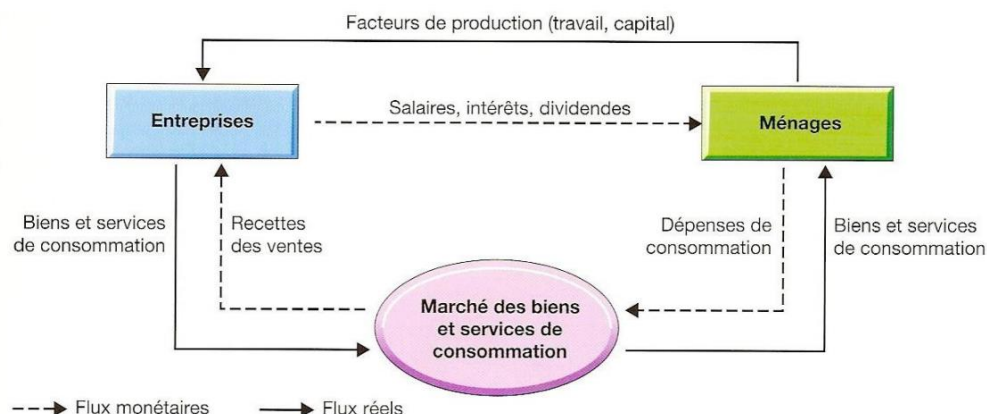 Facteurs de production (travail, capital)
Entreprises
Salaires, intérêts, dividendes
Ménages
Biens et services
de consommation
Recettes
des ventes
Dépenses de
consommation
Biens et services
de consommation
Marché des biens
et services de
consommation
Flux monétaires
Flux réels